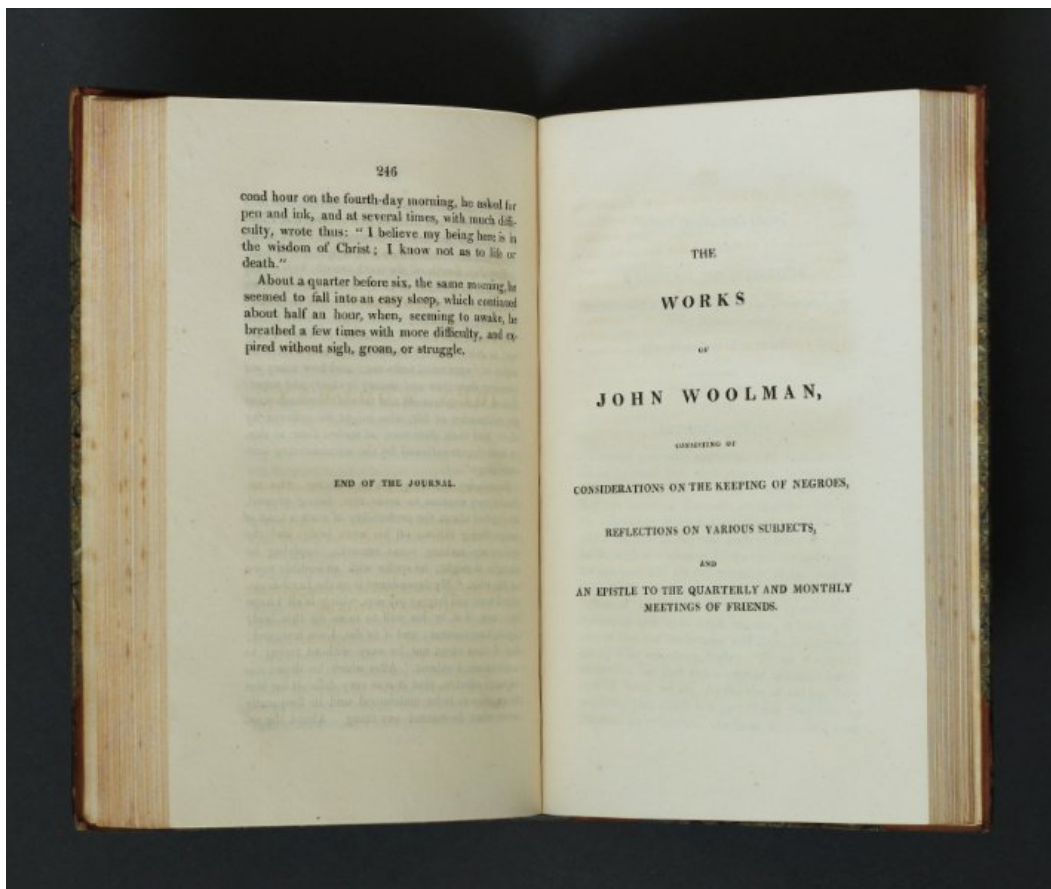 246
cond hour on the fourth-day morning, he asked for
pen and ink, and at several times, with much diffi-
culty, wrote thus: " I believe my being here is in
the wisdom of Christ; I know not as to life or
death."
About a quarter before six, the same morning, he
seemed to fall into an easy sleep, which continued
about half an hour, when, seeming to awake, he
breathed a few times with more difficulty, and ex-
pired without sigh, groan, or struggle.
END OF THE JOURNAL.
THE
WORKS
OF
JOHN WOOLMAN,
CONSISTING OF
CONSIDERATIONS ON THE KEEPING OF NEGROES,
REFLECTIONS ON VARIOUS SUBJECTS,
AND
AN EPISTLE TO THE QUARTERLY AND MONTHLY
MEETINGS OF FRIENDS.